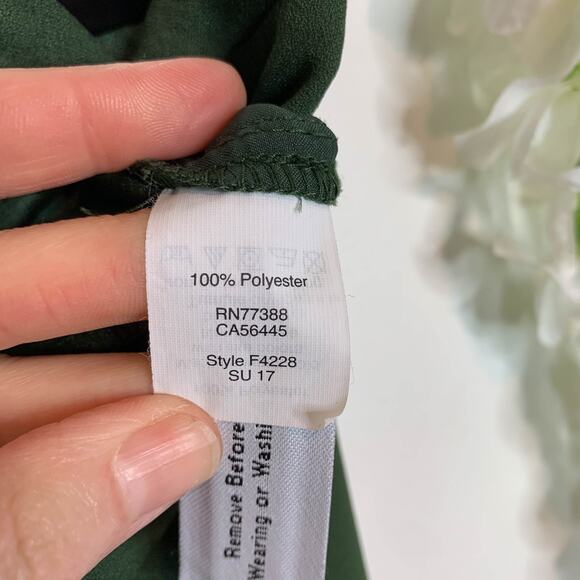 100% Polyester
RN77388
CA56445
Style F4228
SU 17
Remove Before
Wearing or Washi